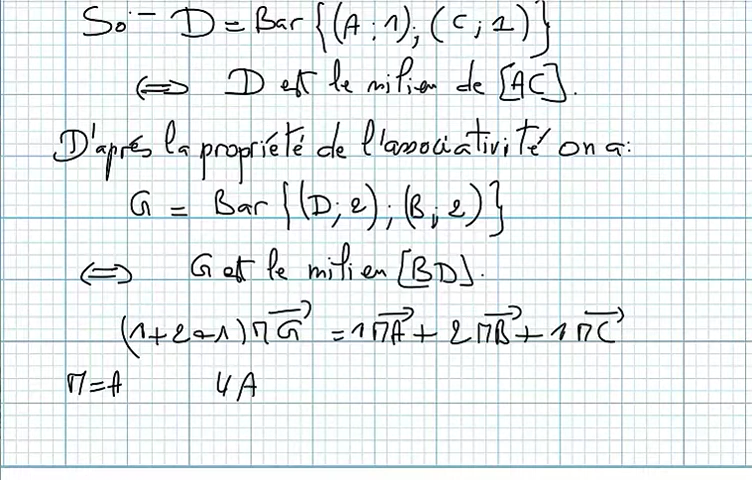 Soit D = Bar {(A ; 1) ; (C ; 1)}
⟺ D est le milieu de [AC].
D'après la propriété de l'associativité on a:
G = Bar {(D; 2) ; (B; 2)}
⟺ G est le milieu [BD].
(1+2+1)MG⃗ = 1MA⃗ + 2MB⃗ + 1MC⃗
M=A 4A